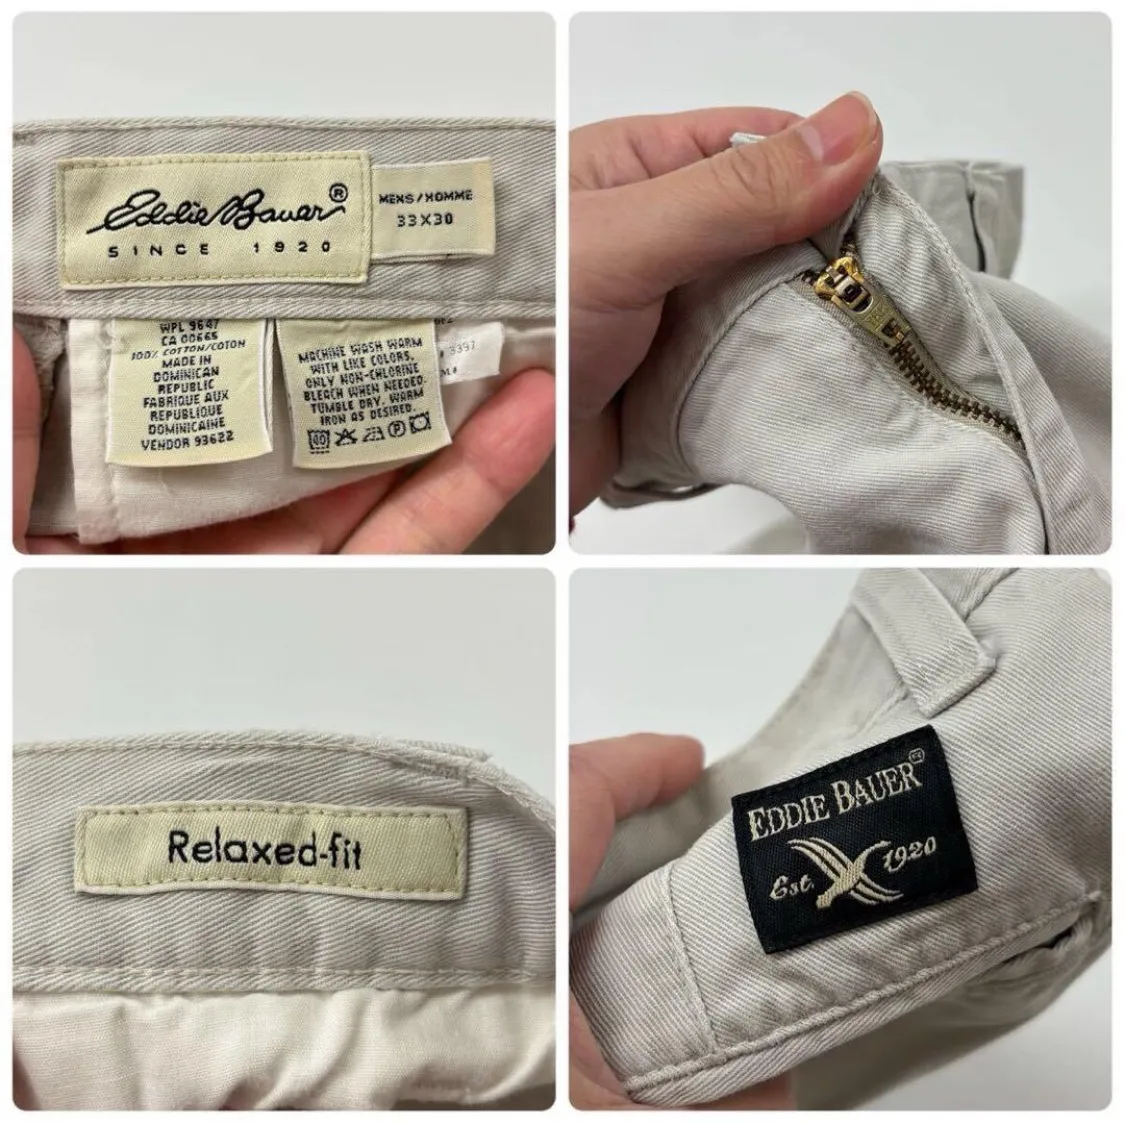 Eddie Bauer®
SINCE 1920
MENS/HOMME
33X30
WPL 9647
CA 00665
100% COTTON/COTON
MADE IN
DOMINICAN
REPUBLIC
FABRIQUE AUX
REPUBLIQUE
DOMINICAINE
VENDOR 93622
MACHINE WASH WARM
WITH LIKE COLORS.
ONLY NON-CHLORINE
BLEACH WHEN NEEDED.
TUMBLE DRY. WARM
IRON AS DESIRED.
40 P
3397
Relaxed-fit
EDDIE BAUER®
Est. 1920